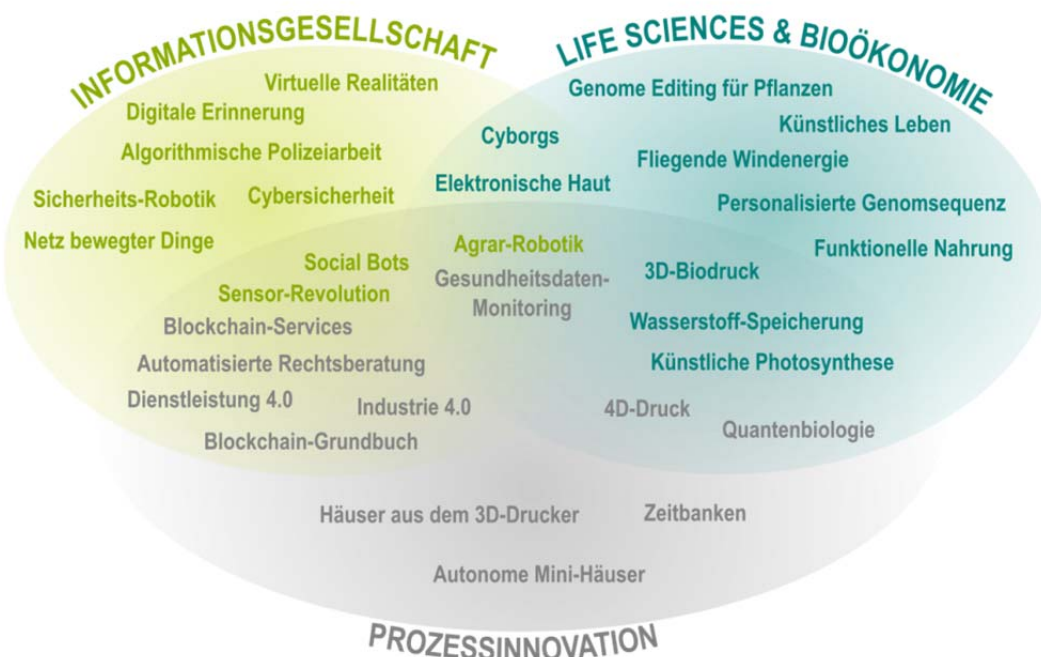 INFORMATIONSGESELLSCHAFT
LIFE SCIENCES & BIOÖKONOMIE
Virtuelle Realitäten
Digitale Erinnerung
Algorithmische Polizeiarbeit
Sicherheits-Robotik
Cybersicherheit
Netz bewegter Dinge
Social Bots
Sensor-Revolution
Blockchain-Services
Automatisierte Rechtsberatung
Dienstleistung 4.0
Industrie 4.0
Blockchain-Grundbuch
Cyborgs
Elektronische Haut
Agrar-Robotik
Gesundheitsdaten-
Monitoring
Genome Editing für Pflanzen
Künstliches Leben
Fliegende Windenergie
Personalisierte Genomsequenz
Funktionelle Nahrung
3D-Biodruck
Wasserstoff-Speicherung
Künstliche Photosynthese
4D-Druck
Quantenbiologie
Häuser aus dem 3D-Drucker
Zeitbanken
Autonome Mini-Häuser
PROZESSINNOVATION